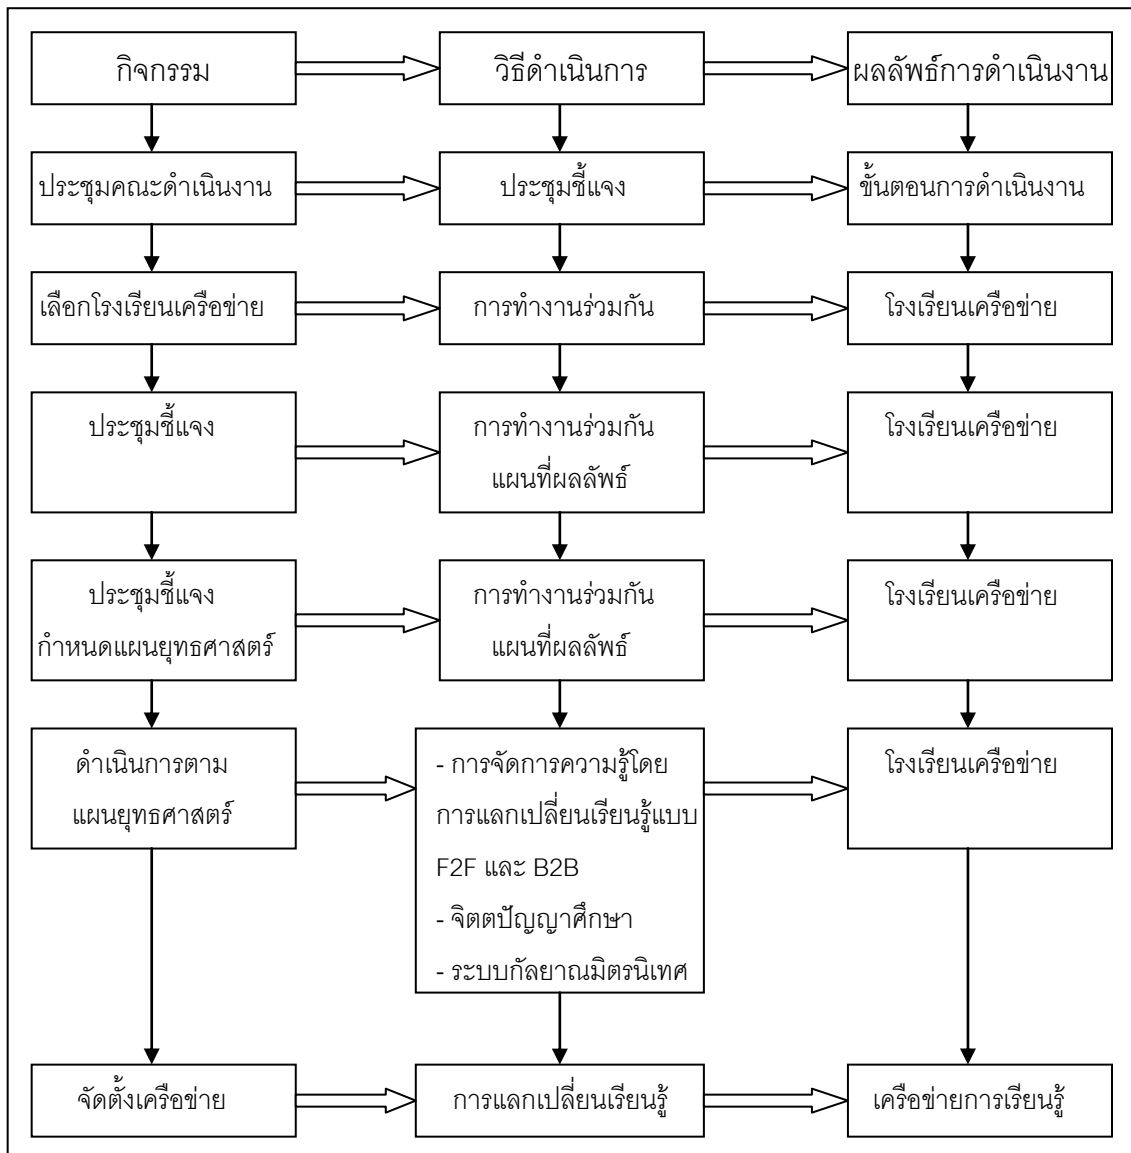 กิจกรรม
วิธีดำเนินการ
ผลลัพธ์การดำเนินงาน
ประชุมคณะดำเนินงาน
ประชุมชี้แจง
ขั้นตอนการดำเนินงาน
เลือกโรงเรียนเครือข่าย
การทำงานร่วมกัน
โรงเรียนเครือข่าย
ประชุมชี้แจง
การทำงานร่วมกัน
แผนที่ผลลัพธ์
โรงเรียนเครือข่าย
ประชุมชี้แจง
กำหนดแผนยุทธศาสตร์
การทำงานร่วมกัน
แผนที่ผลลัพธ์
โรงเรียนเครือข่าย
ดำเนินการตาม
แผนยุทธศาสตร์
- การจัดการความรู้โดย
การแลกเปลี่ยนเรียนรู้แบบ
F2F และ B2B
- จิตตปัญญาศึกษา
- ระบบกัลยาณมิตรนิเทศ
โรงเรียนเครือข่าย
จัดตั้งเครือข่าย
การแลกเปลี่ยนเรียนรู้
เครือข่ายการเรียนรู้